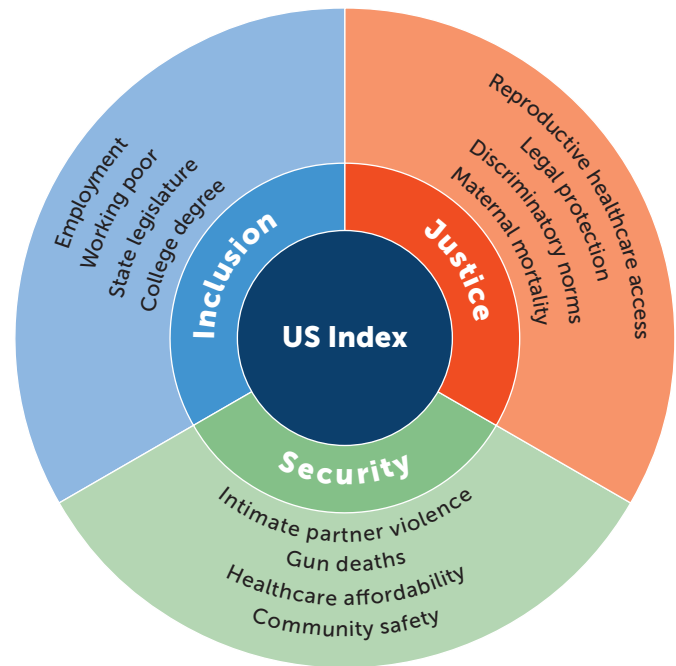 US Index
Inclusion
Employment
Working poor
State legislature
College degree
Justice
Reproductive healthcare access
Legal protection
Discriminatory norms
Maternal mortality
Security
Intimate partner violence
Gun deaths
Healthcare affordability
Community safety